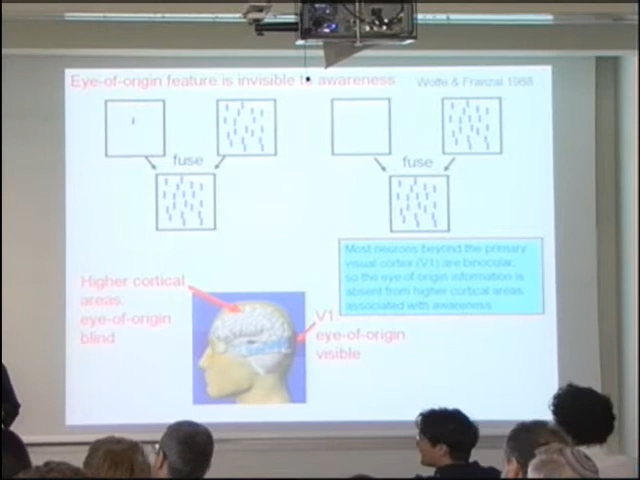 Eye-of-origin feature is invisible to awareness
Wolfe & Franzal 1988
fuse
fuse
Most neurons beyond the primary
visual cortex (V1) are binocular,
so the eye of origin information is
absent from higher cortical areas
associated with awareness
Higher cortical
areas:
eye-of-origin
blind
V1:
eye-of-origin
visible